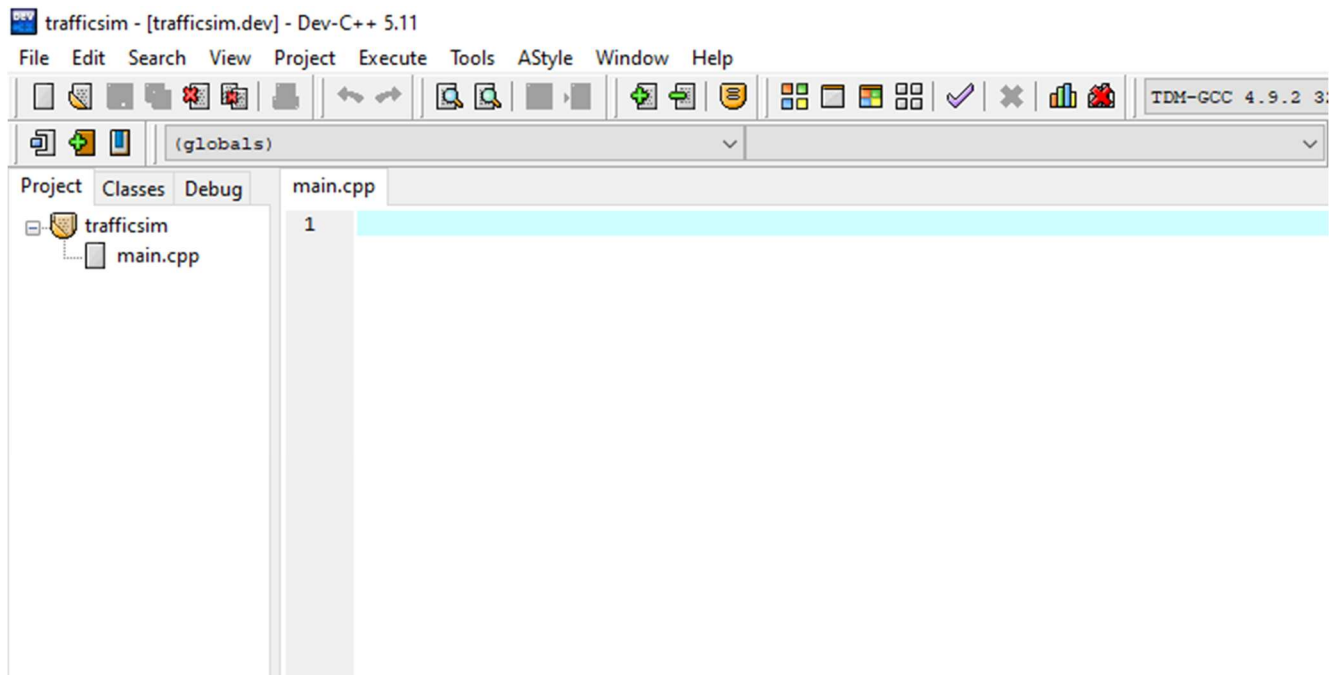 trafficsim - [trafficsim.dev] - Dev-C++ 5.11
File Edit Search View Project Execute Tools AStyle Window Help
TDM-GCC 4.9.2
(globals)
Project Classes Debug main.cpp
trafficsim 1
main.cpp